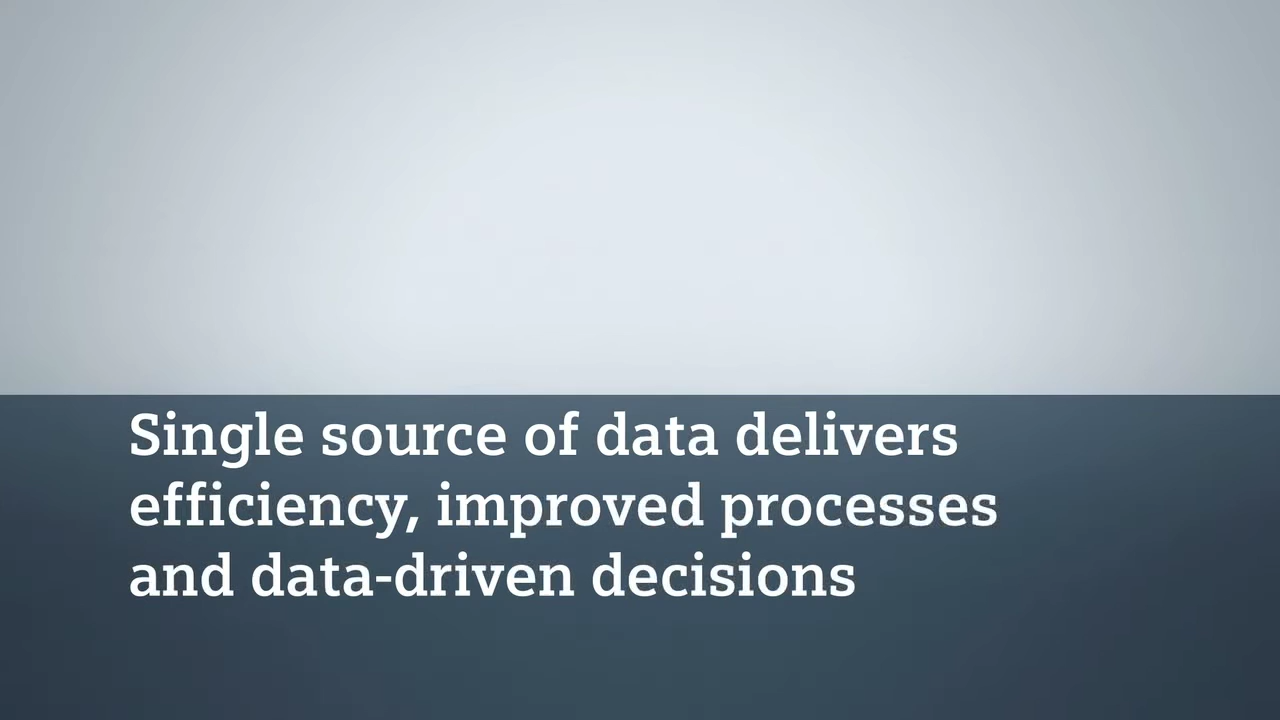 Single source of data delivers
efficiency, improved processes
and data-driven decisions